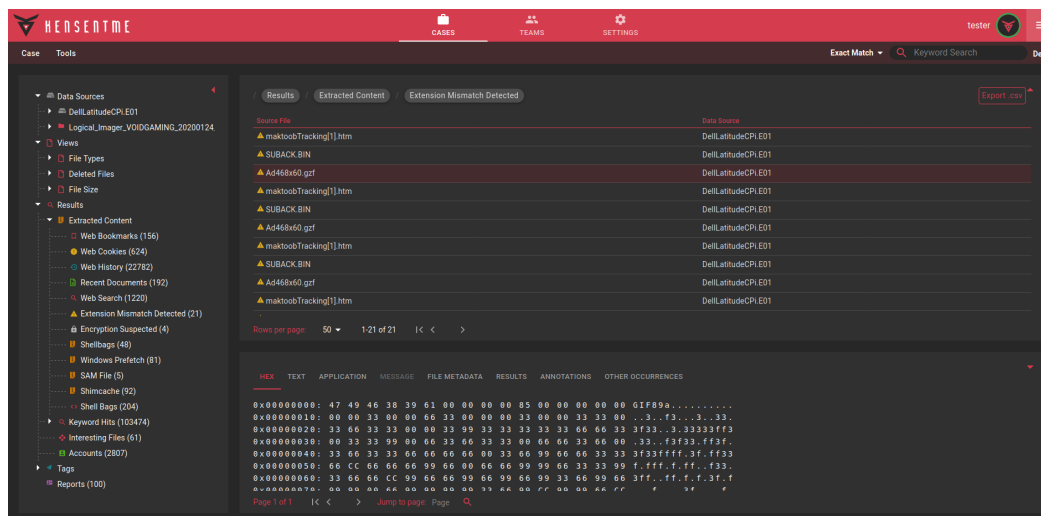 KENSENTME
CASES
TEAMS
SETTINGS
tester
Case Tools
Exact Match
Keyword Search
De
Data Sources
DellLatitudeCPi.E01
Logical_Imager_VOIDGAMING_20200124
Views
File Types
Deleted Files
File Size
Results
Extracted Content
Web Bookmarks (156)
Web Cookies (624)
Web History (22782)
Recent Documents (192)
Web Search (1220)
Extension Mismatch Detected (21)
Encryption Suspected (4)
Shellbags (48)
Windows Prefetch (81)
SAM File (5)
Shimcache (92)
Shell Bags (204)
Keyword Hits (103474)
Interesting Files (61)
Accounts (2807)
Tags
Reports (100)
/ Results / Extracted Content / Extension Mismatch Detected
Export .csv
Source File Data Source
maktoobTracking[1].htm DellLatitudeCPi.E01
SUBACK.BIN DellLatitudeCPi.E01
Ad468x60.gzf DellLatitudeCPi.E01
maktoobTracking[1].htm DellLatitudeCPi.E01
SUBACK.BIN DellLatitudeCPi.E01
Ad468x60.gzf DellLatitudeCPi.E01
maktoobTracking[1].htm DellLatitudeCPi.E01
SUBACK.BIN DellLatitudeCPi.E01
Ad468x60.gzf DellLatitudeCPi.E01
maktoobTracking[1].htm DellLatitudeCPi.E01
Rows per page: 50 1-21 of 21
HEX TEXT APPLICATION MESSAGE FILE METADATA RESULTS ANNOTATIONS OTHER OCCURRENCES
0x00000000: 47 49 46 38 39 61 00 00 00 00 85 00 00 00 00 00 GIF89a..........
0x00000010: 00 00 33 00 00 66 33 00 00 00 33 00 00 33 33 00 ..3..f3...3..33.
0x00000020: 33 66 33 33 00 00 33 99 33 33 33 33 33 66 66 33 3f33..3.33333ff3
0x00000030: 00 33 33 99 00 66 33 66 33 33 00 66 66 33 66 00 .33..f3f33.ff3f.
0x00000040: 33 66 33 33 66 66 66 66 00 33 66 99 66 66 33 33 3f33ffff.3f.ff33
0x00000050: 66 CC 66 66 66 99 66 00 66 66 99 99 66 33 33 99 f.fff.f.ff..f33.
0x00000060: 33 66 66 CC 99 66 66 99 66 99 66 99 33 66 99 66 3ff..ff.f.f.3f.f
Page 1 of 1 Jump to page: Page